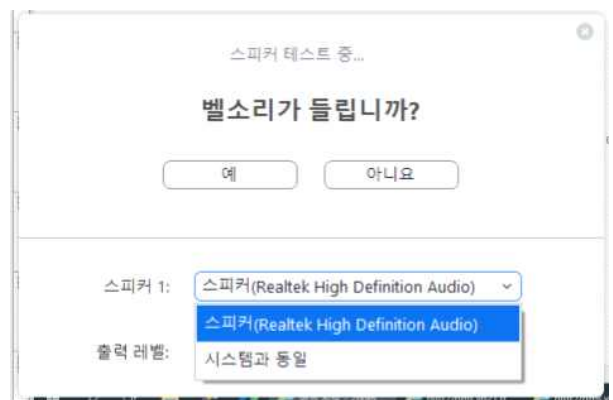 스피커 테스트 중...
벨소리가 들립니까?
예 아니요
스피커 1: 스피커(Realtek High Definition Audio)
스피커(Realtek High Definition Audio)
출력 레벨: 시스템과 동일